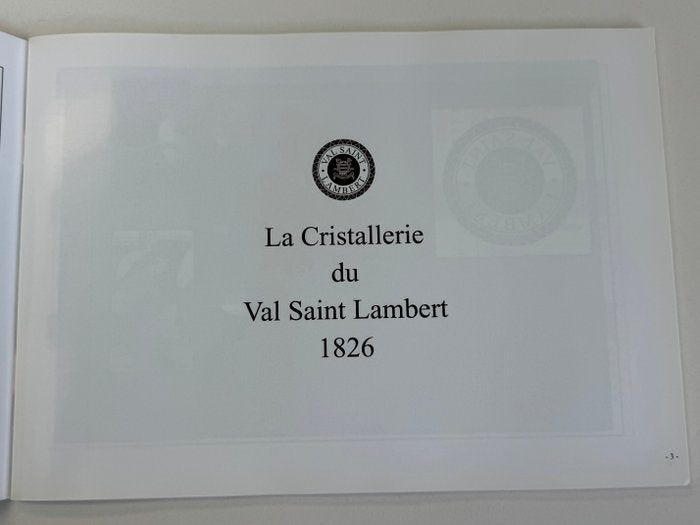 VAL SAINT
LAMBERT
La Cristallerie
du
Val Saint Lambert
1826
- 3 -